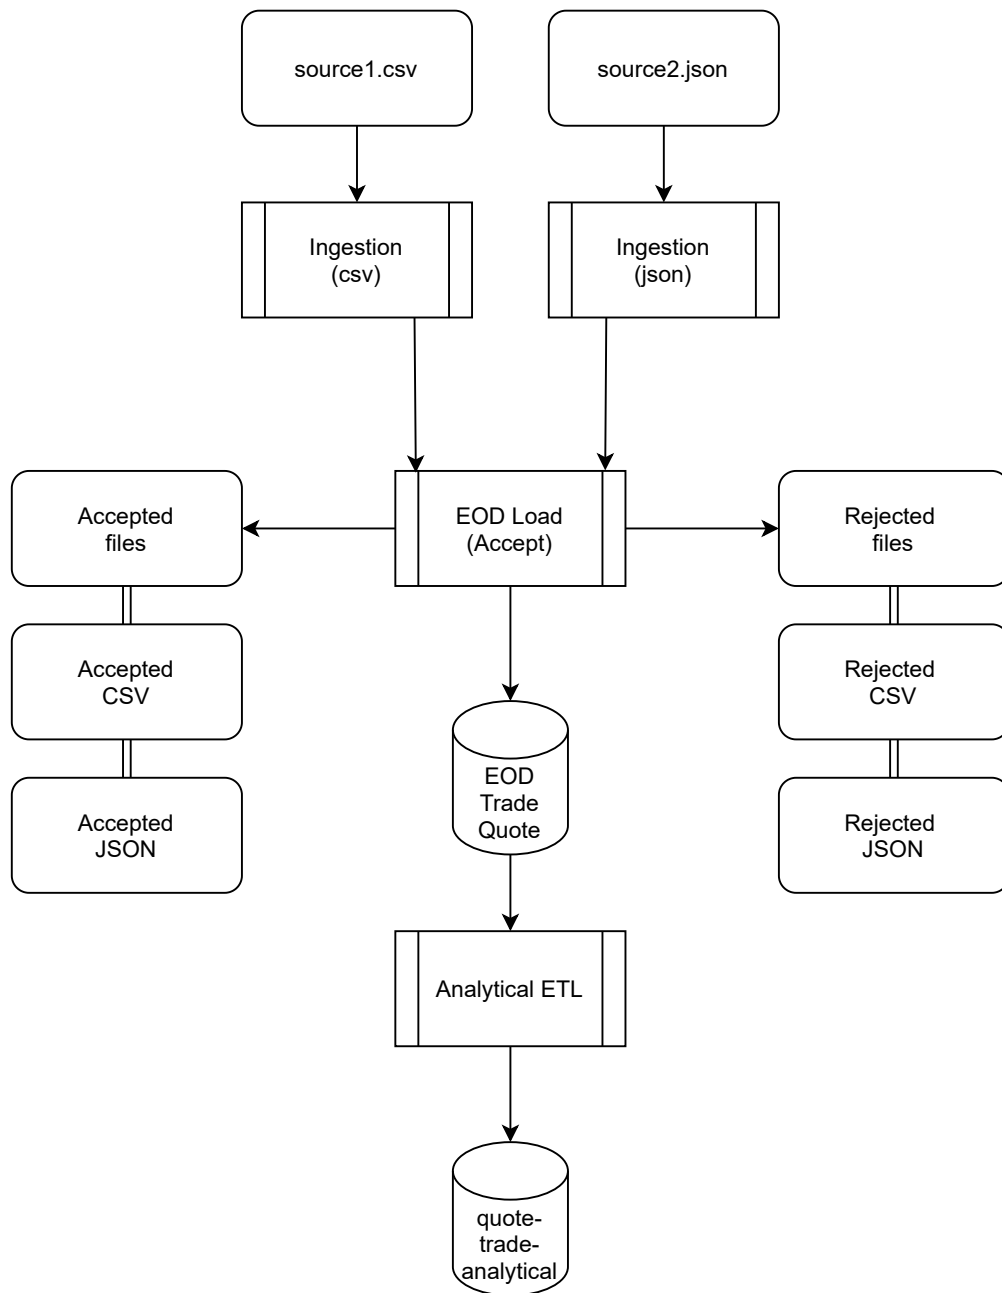 source1.csv
source2.json
Ingestion
(csv)
Ingestion
(json)
Accepted
files
EOD Load
(Accept)
Rejected
files
Accepted
CSV
Rejected
CSV
EOD
Trade
Quote
Accepted
JSON
Rejected
JSON
Analytical ETL
quote-
trade-
analytical